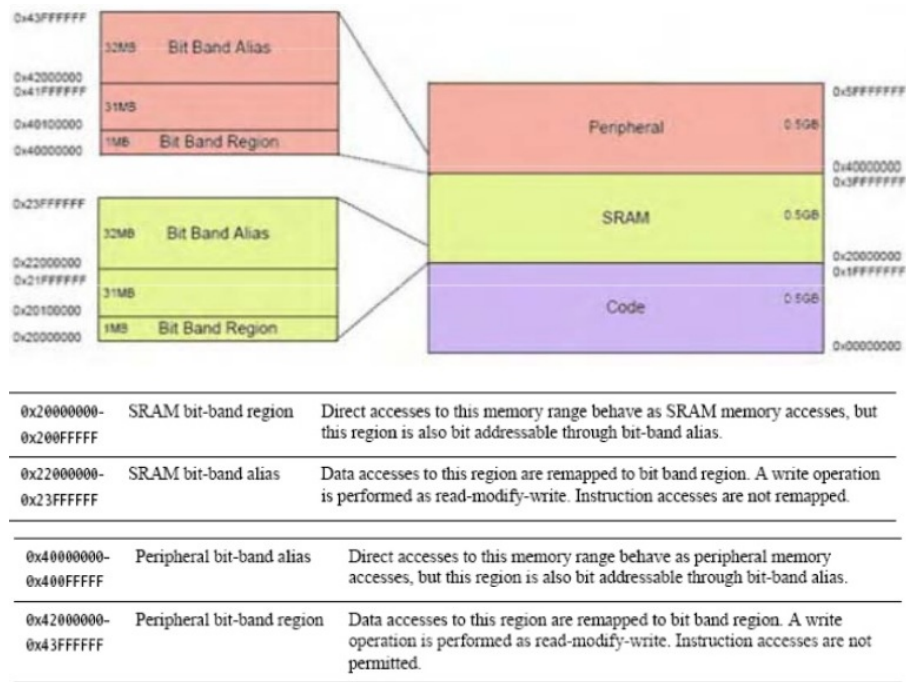 0x43FFFFFF
32MB Bit Band Alias
0x42000000
0x41FFFFFF
31MB
0x40100000
1MB Bit Band Region
0x40000000
0x23FFFFFF
32MB Bit Band Alias
0x22000000
0x21FFFFFF
31MB
0x20100000
1MB Bit Band Region
0x20000000
0x5FFFFFFF
Peripheral 0.5GB
0x40000000
0x3FFFFFFF
SRAM 0.5GB
0x20000000
0x1FFFFFFF
Code 0.5GB
0x00000000
0x20000000- SRAM bit-band region Direct accesses to this memory range behave as SRAM memory accesses, but
0x200FFFFF this region is also bit addressable through bit-band alias.
0x22000000- SRAM bit-band alias Data accesses to this region are remapped to bit band region. A write operation
0x23FFFFFF is performed as read-modify-write. Instruction accesses are not remapped.
0x40000000- Peripheral bit-band alias Direct accesses to this memory range behave as peripheral memory
0x400FFFFF accesses, but this region is also bit addressable through bit-band alias.
0x42000000- Peripheral bit-band region Data accesses to this region are remapped to bit band region. A write
0x43FFFFFF operation is performed as read-modify-write. Instruction accesses are not
permitted.